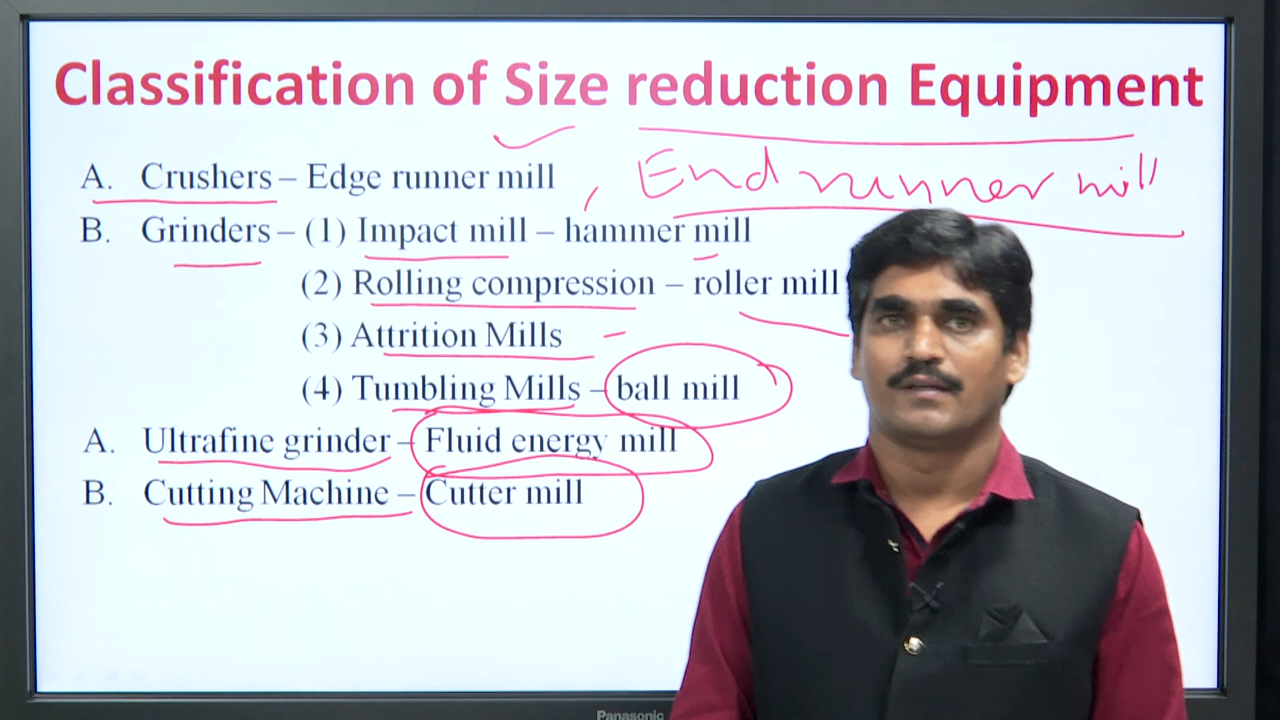 Classification of Size reduction Equipment
A. Crushers – Edge runner mill , End runner mill
B. Grinders – (1) Impact mill – hammer mill
(2) Rolling compression – roller mill
(3) Attrition Mills –
(4) Tumbling Mills – ball mill
A. Ultrafine grinder – Fluid energy mill
B. Cutting Machine – Cutter mill
Panasonic